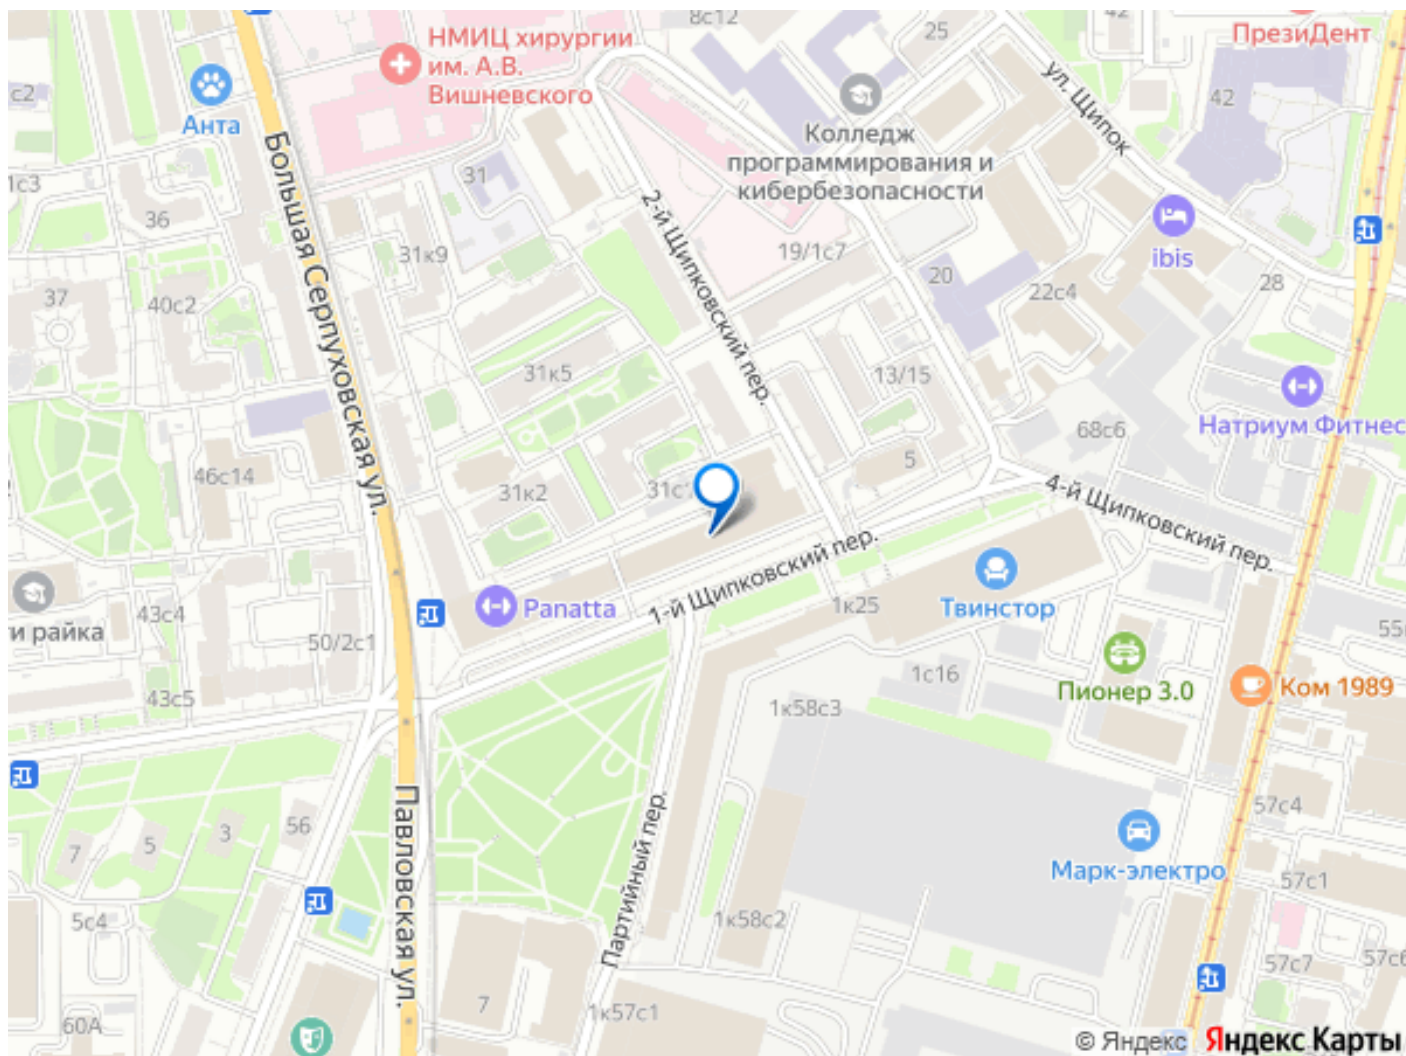 8с12
25
42
ПрезиДент
НМИЦ хирургии
им. А.В.
Вишневского
с2
Анта
ул. Щипок
42
Колледж
программирования и
кибербезопасности
1с3
31
36
Большая Серпуховская ул.
2-й Щипковский пер.
31к9
19/1с7
20
ibis
22с4
28
37
40с2
31к5
13/15
Натриум Фитнес
68с6
46с14
31к2
5
4-й Щипковский пер.
1-й Щипковский пер.
Panatta
1к25
Твинстор
43с4
ти райка
50/2с1
43с5
1с16
Пионер 3.0
Ком 1989
1к58с3
56
3
5
7
Павловская ул.
Партийный пер.
57с4
Марк-электро
57с1
5с4
1к58с2
57с7
57с6
7
1к57с1
60А
© Яндекс Яндекс Карты